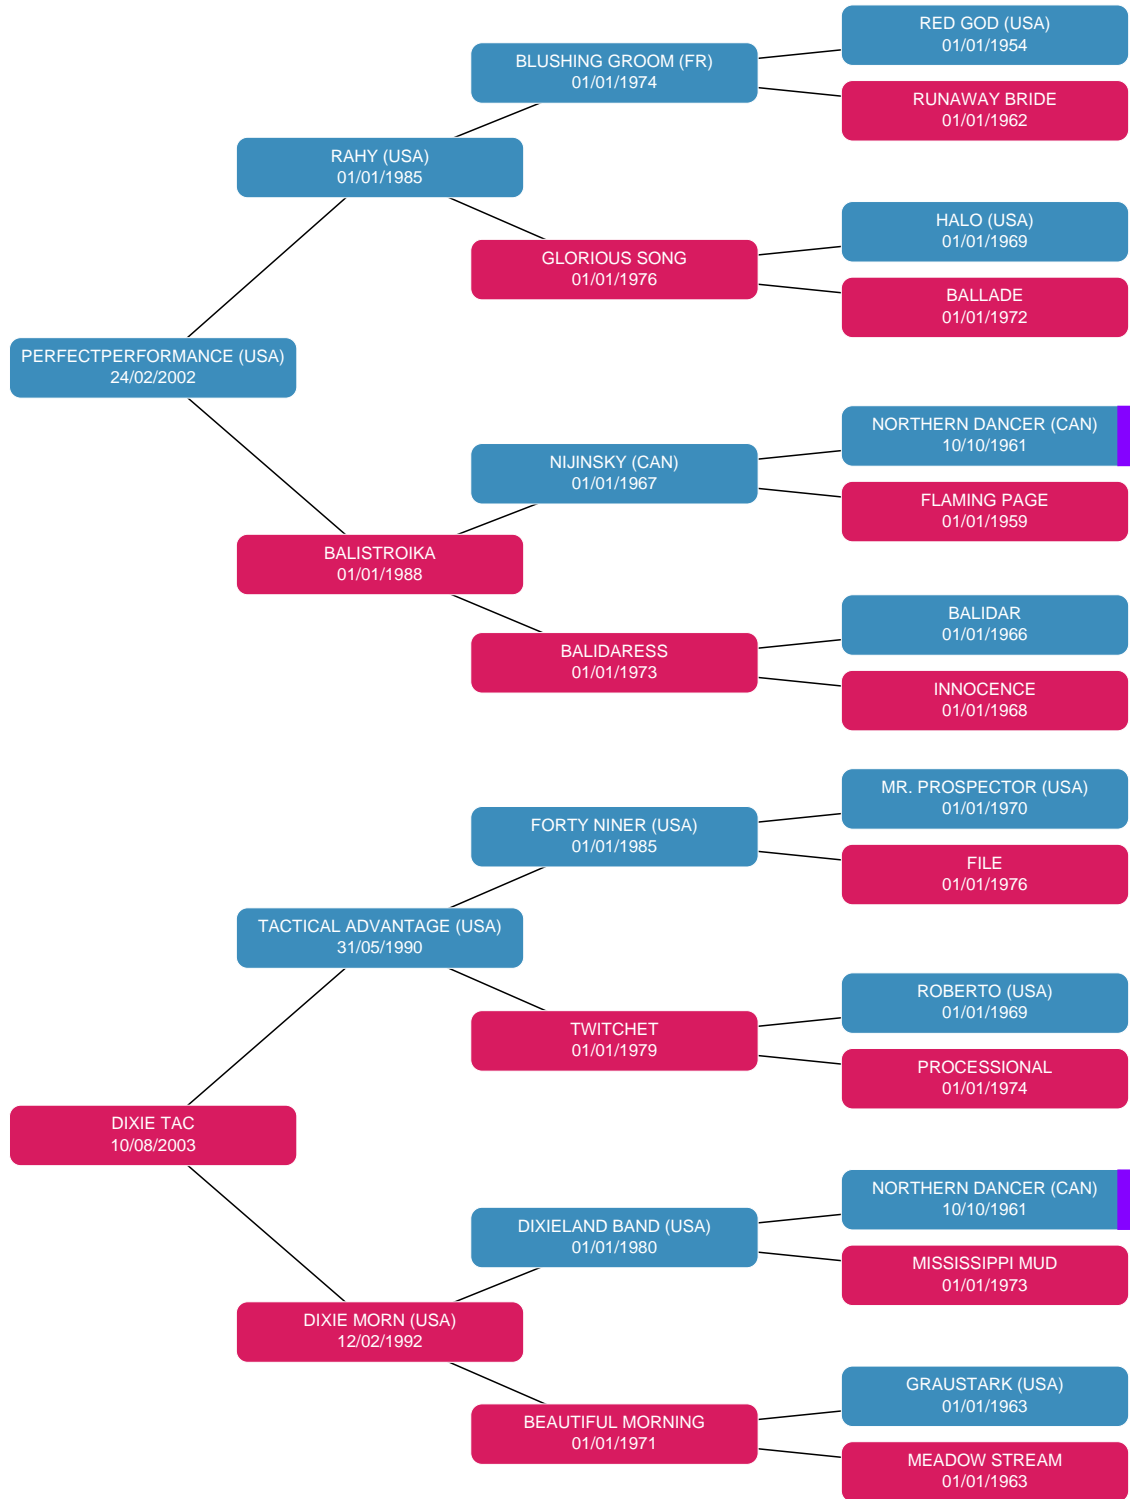 RED GOD (USA)
01/01/1954
BLUSHING GROOM (FR)
01/01/1974
RUNAWAY BRIDE
01/01/1962
RAHY (USA)
01/01/1985
HALO (USA)
01/01/1969
GLORIOUS SONG
01/01/1976
BALLADE
01/01/1972
PERFECTPERFORMANCE (USA)
24/02/2002
NORTHERN DANCER (CAN)
10/10/1961
NIJINSKY (CAN)
01/01/1967
FLAMING PAGE
01/01/1959
BALISTROIKA
01/01/1988
BALIDAR
01/01/1966
BALIDARESS
01/01/1973
INNOCENCE
01/01/1968
MR. PROSPECTOR (USA)
01/01/1970
FORTY NINER (USA)
01/01/1985
FILE
01/01/1976
TACTICAL ADVANTAGE (USA)
31/05/1990
ROBERTO (USA)
01/01/1969
TWITCHET
01/01/1979
PROCESSIONAL
01/01/1974
DIXIE TAC
10/08/2003
NORTHERN DANCER (CAN)
10/10/1961
DIXIELAND BAND (USA)
01/01/1980
MISSISSIPPI MUD
01/01/1973
DIXIE MORN (USA)
12/02/1992
GRAUSTARK (USA)
01/01/1963
BEAUTIFUL MORNING
01/01/1971
MEADOW STREAM
01/01/1963